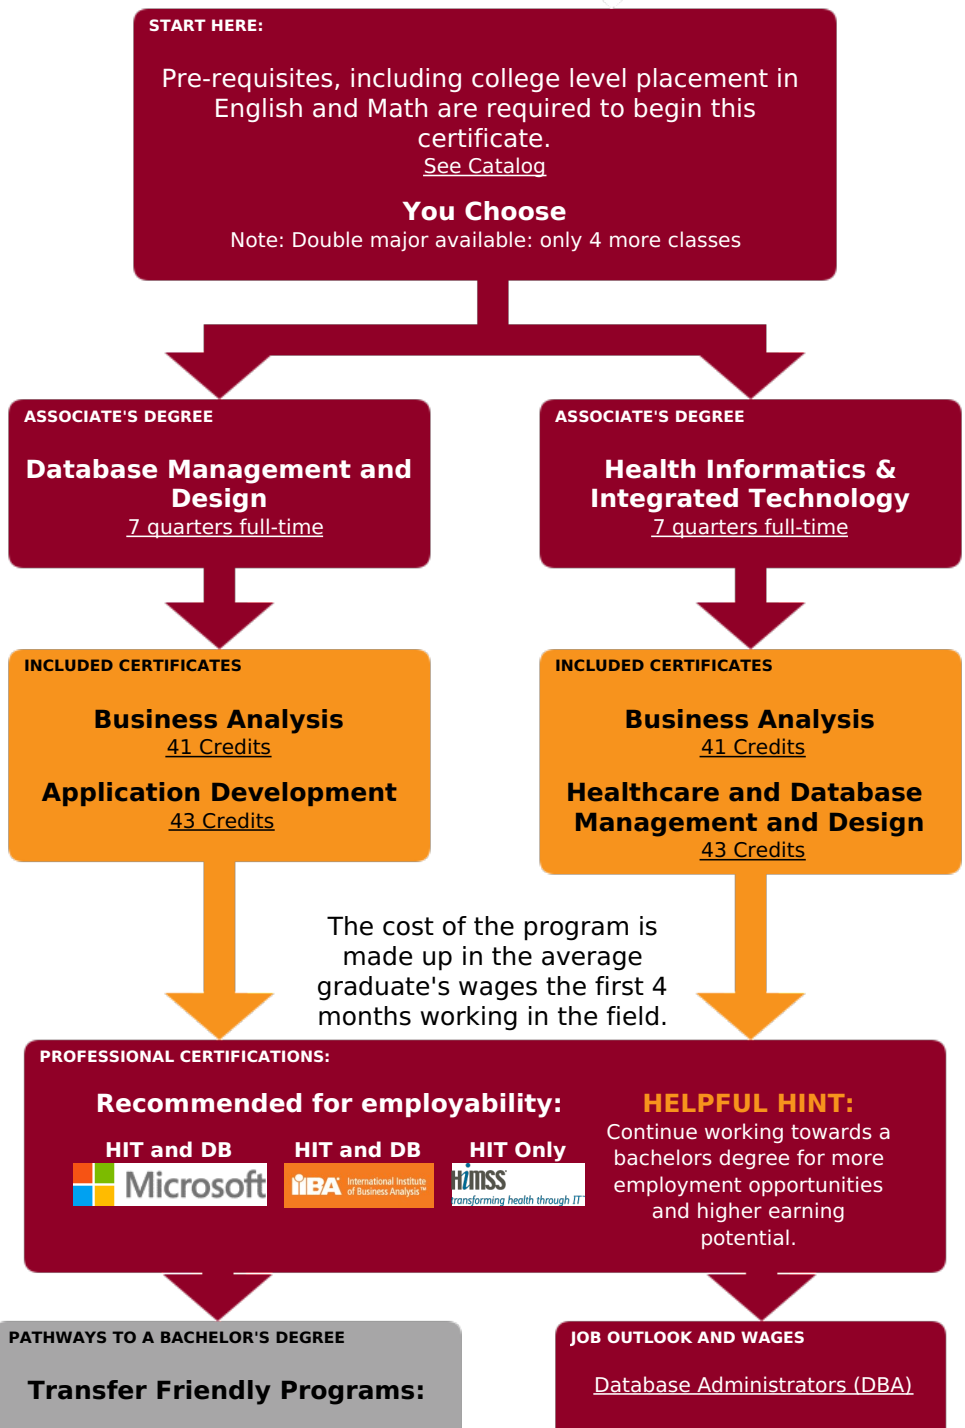 START HERE:
Pre-requisites, including college level placement in
English and Math are required to begin this
certificate.
See Catalog
You Choose
Note: Double major available: only 4 more classes
ASSOCIATE'S DEGREE
Database Management and
Design
7 quarters full-time
ASSOCIATE'S DEGREE
Health Informatics &
Integrated Technology
7 quarters full-time
INCLUDED CERTIFICATES
Business Analysis
41 Credits
Application Development
43 Credits
INCLUDED CERTIFICATES
Business Analysis
41 Credits
Healthcare and Database
Management and Design
43 Credits
The cost of the program is
made up in the average
graduate's wages the first 4
months working in the field.
PROFESSIONAL CERTIFICATIONS:
Recommended for employability:
HIT and DB
Microsoft
HIT and DB
IIBA International Institute
of Business Analysis™
HIT Only
HIMSS
transforming health through IT
HELPFUL HINT:
Continue working towards a
bachelors degree for more
employment opportunities
and higher earning
potential.
PATHWAYS TO A BACHELOR'S DEGREE
Transfer Friendly Programs:
JOB OUTLOOK AND WAGES
Database Administrators (DBA)